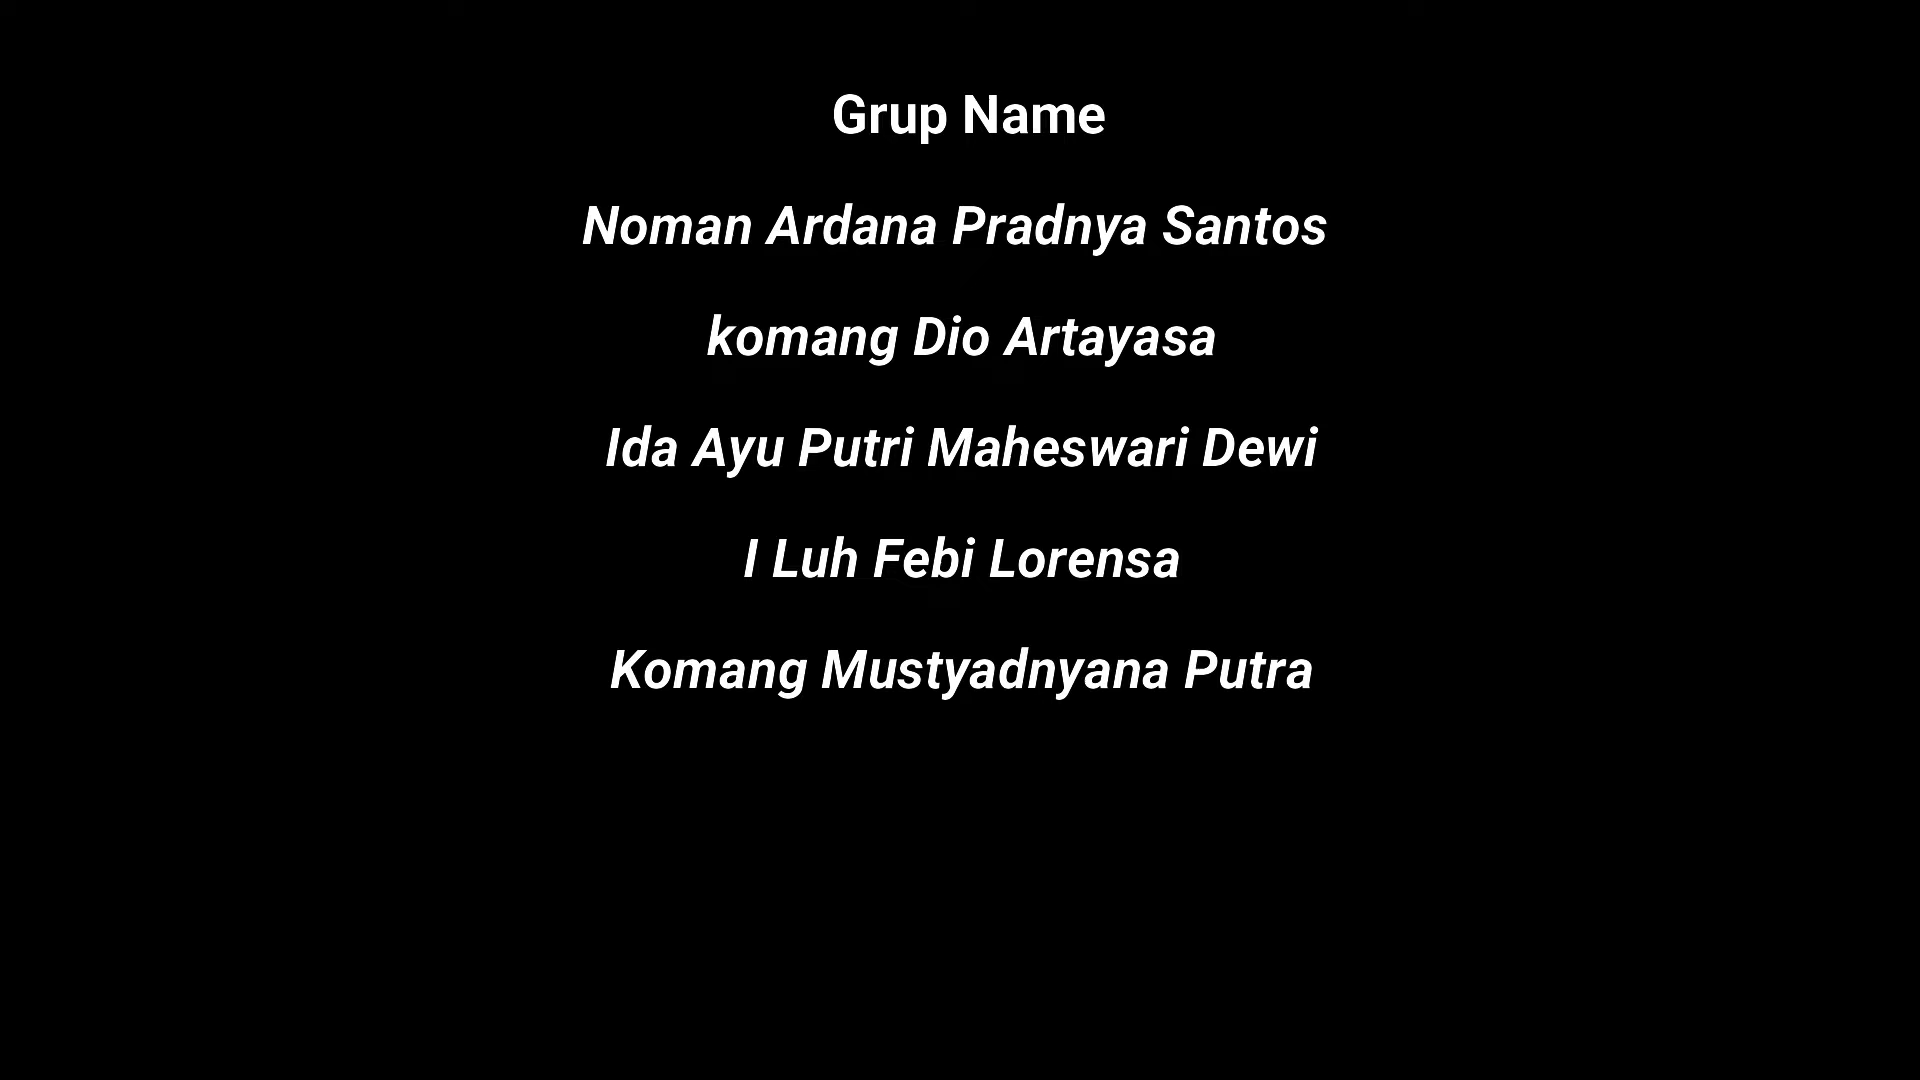 Grup Name
Noman Ardana Pradnya Santos
komang Dio Artayasa
Ida Ayu Putri Maheswari Dewi
I Luh Febi Lorensa
Komang Mustyadnyana Putra